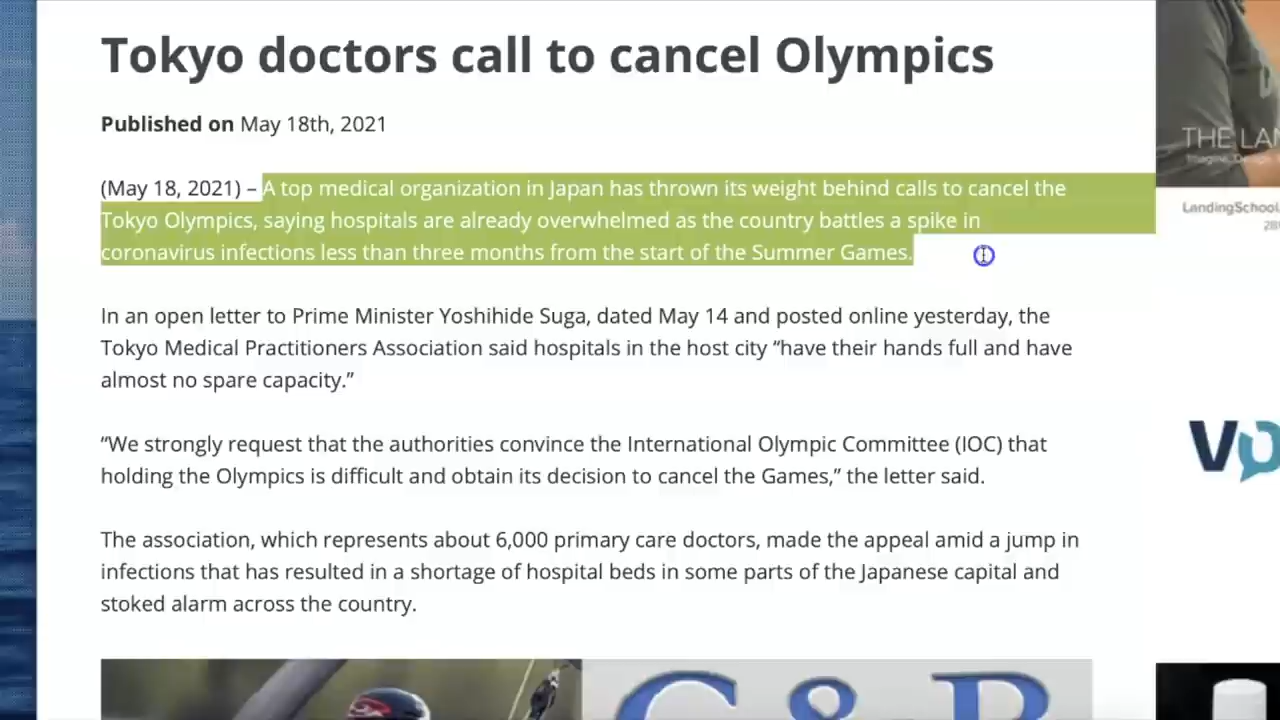 Tokyo doctors call to cancel Olympics
Published on May 18th, 2021
(May 18, 2021) – A top medical organization in Japan has thrown its weight behind calls to cancel the
Tokyo Olympics, saying hospitals are already overwhelmed as the country battles a spike in
coronavirus infections less than three months from the start of the Summer Games.
In an open letter to Prime Minister Yoshihide Suga, dated May 14 and posted online yesterday, the
Tokyo Medical Practitioners Association said hospitals in the host city “have their hands full and have
almost no spare capacity.”
“We strongly request that the authorities convince the International Olympic Committee (IOC) that
holding the Olympics is difficult and obtain its decision to cancel the Games,” the letter said.
The association, which represents about 6,000 primary care doctors, made the appeal amid a jump in
infections that has resulted in a shortage of hospital beds in some parts of the Japanese capital and
stoked alarm across the country.
THE LAN
LandingSchool.
VO